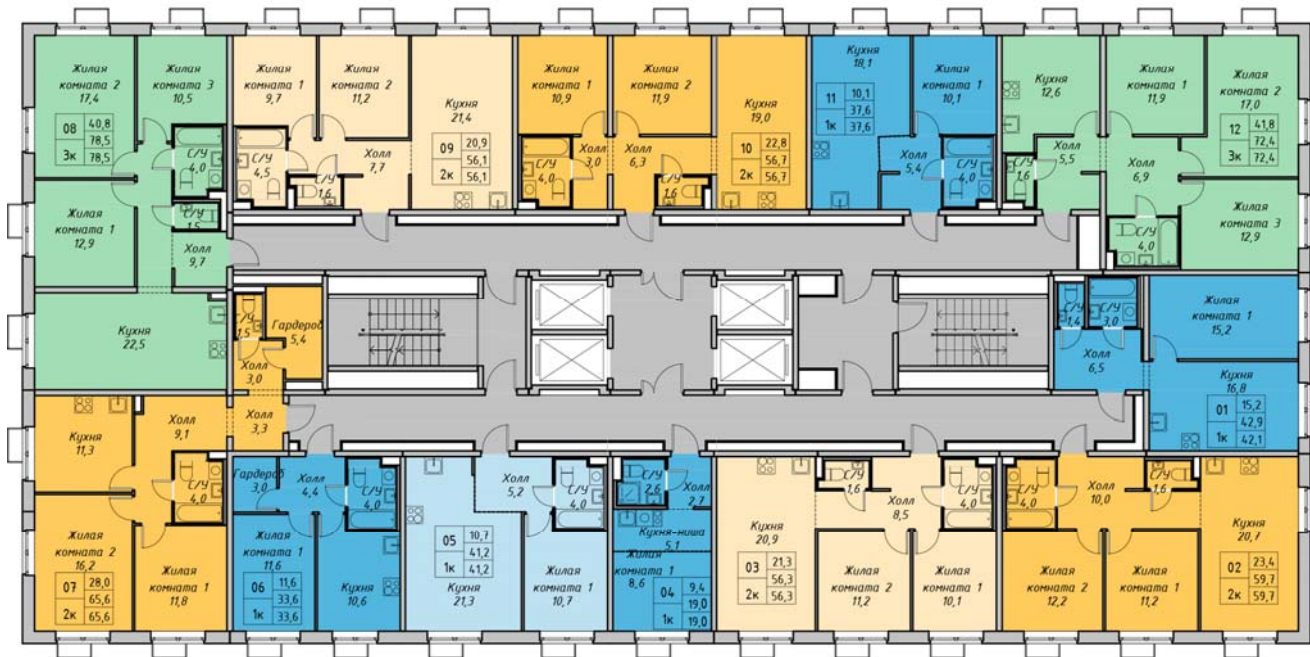 Жилая
комната 2
17,4
08
40,8
78,5
3к
78,5
Жилая
комната 3
10,5
С/У
4,0
С/У
1,5
Жилая
комната 1
12,9
Холл
9,7
Кухня
22,5
Жилая
комната 1
9,7
Жилая
комната 2
11,2
Кухня
21,4
09
20,9
56,1
2к
56,1
С/У
4,5
С/У
1,6
Холл
7,7
Жилая
комната 1
10,9
Жилая
комната 2
11,9
Кухня
19,0
10
22,8
56,7
2к
56,7
С/У
4,0
Холл
3,0
Холл
6,3
С/У
1,6
Кухня
18,1
11
10,1
37,6
1к
37,6
Жилая
комната 1
10,1
Холл
5,4
С/У
4,0
Кухня
12,6
Жилая
комната 1
11,9
Жилая
комната 2
17,0
12
41,8
72,4
3к
72,4
С/У
1,6
Холл
5,5
Холл
6,9
С/У
4,0
Жилая
комната 3
12,9
С/У
1,5
Гардероб
5,4
Холл
3,0
Холл
3,3
С/У
1,4
С/У
3,0
Холл
6,5
Жилая
комната 1
15,2
Кухня
16,8
01
15,2
42,9
1к
42,1
Кухня
11,3
Холл
9,1
С/У
4,0
Жилая
комната 2
16,2
07
28,0
65,6
2к
65,6
Жилая
комната 1
11,8
Гардероб
3,0
Холл
4,4
С/У
4,0
Жилая
комната 1
11,6
06
11,6
33,6
1к
33,6
Кухня
10,6
Холл
5,2
С/У
4,0
05
10,7
41,2
1к
41,2
Кухня
21,3
Жилая
комната 1
10,7
С/У
2,6
Холл
2,7
Кухня-ниша
5,1
Жилая
комната 1
8,6
04
9,4
19,0
1к
19,0
Кухня
20,9
03
21,3
56,3
2к
56,3
С/У
1,6
Холл
8,5
С/У
4,0
Жилая
комната 2
11,2
Жилая
комната 1
10,1
С/У
4,0
Холл
10,0
С/У
1,6
Жилая
комната 2
12,2
Жилая
комната 1
11,2
Кухня
20,7
02
23,4
59,7
2к
59,7